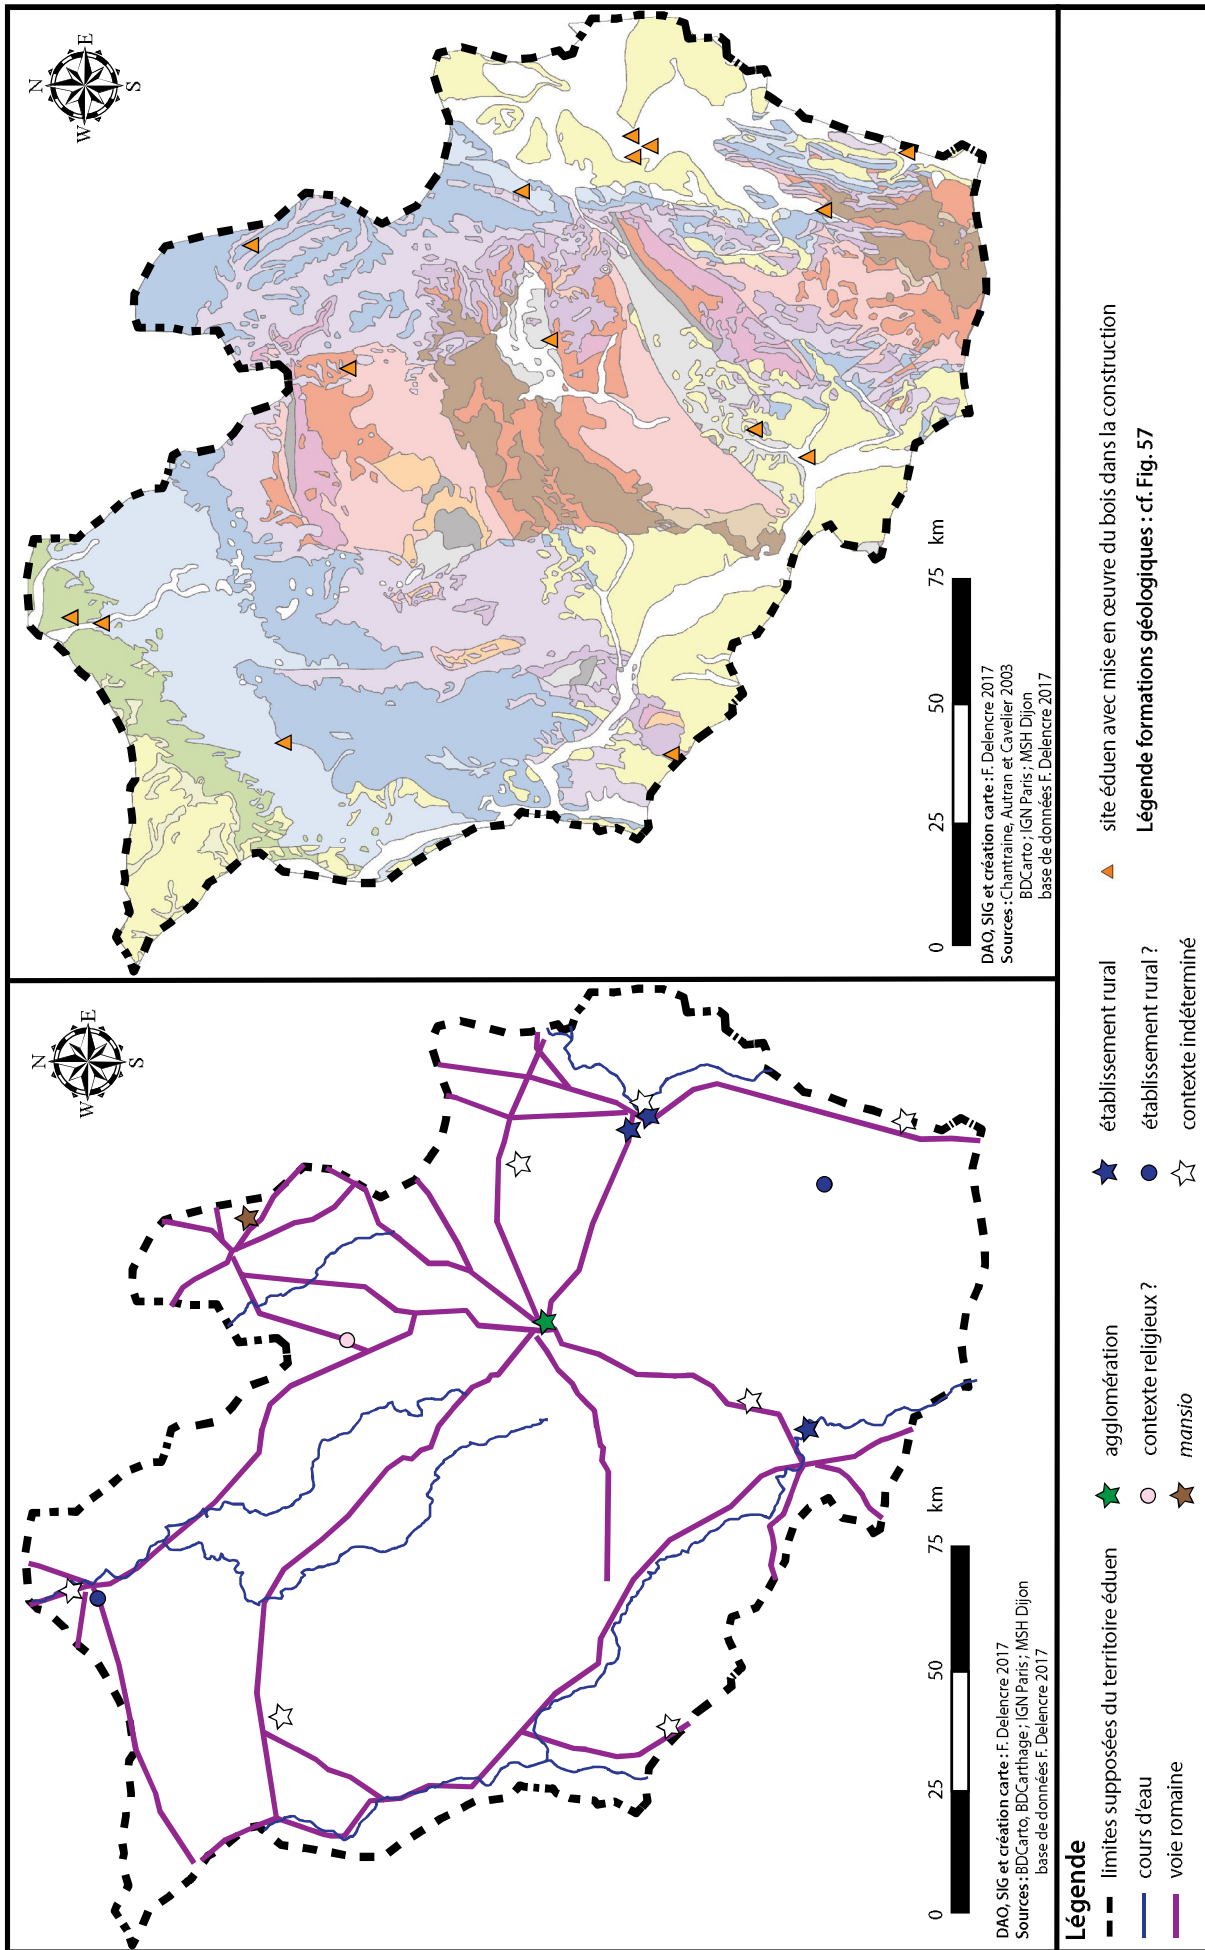 N
W
E
S
0
25
50
75
km
DAO, SIG et création carte : F. Delencre 2017
Sources : BDCarto, BDCarthage ; IGN Paris ; MSH Dijon
base de données F. Delencre 2017
N
W
E
S
0
25
50
75
km
DAO, SIG et création carte : F. Delencre 2017
Sources : Chantraine, Autran et Cavelier 2003
BDCarto ; IGN Paris ; MSH Dijon
base de données F. Delencre 2017
Légende
limites supposées du territoire éduen
cours d'eau
voie romaine
agglomération
contexte religieux ?
mansio
établissement rural
établissement rural ?
contexte indéterminé
site éduen avec mise en œuvre du bois dans la construction
Légende formations géologiques : cf. Fig. 57